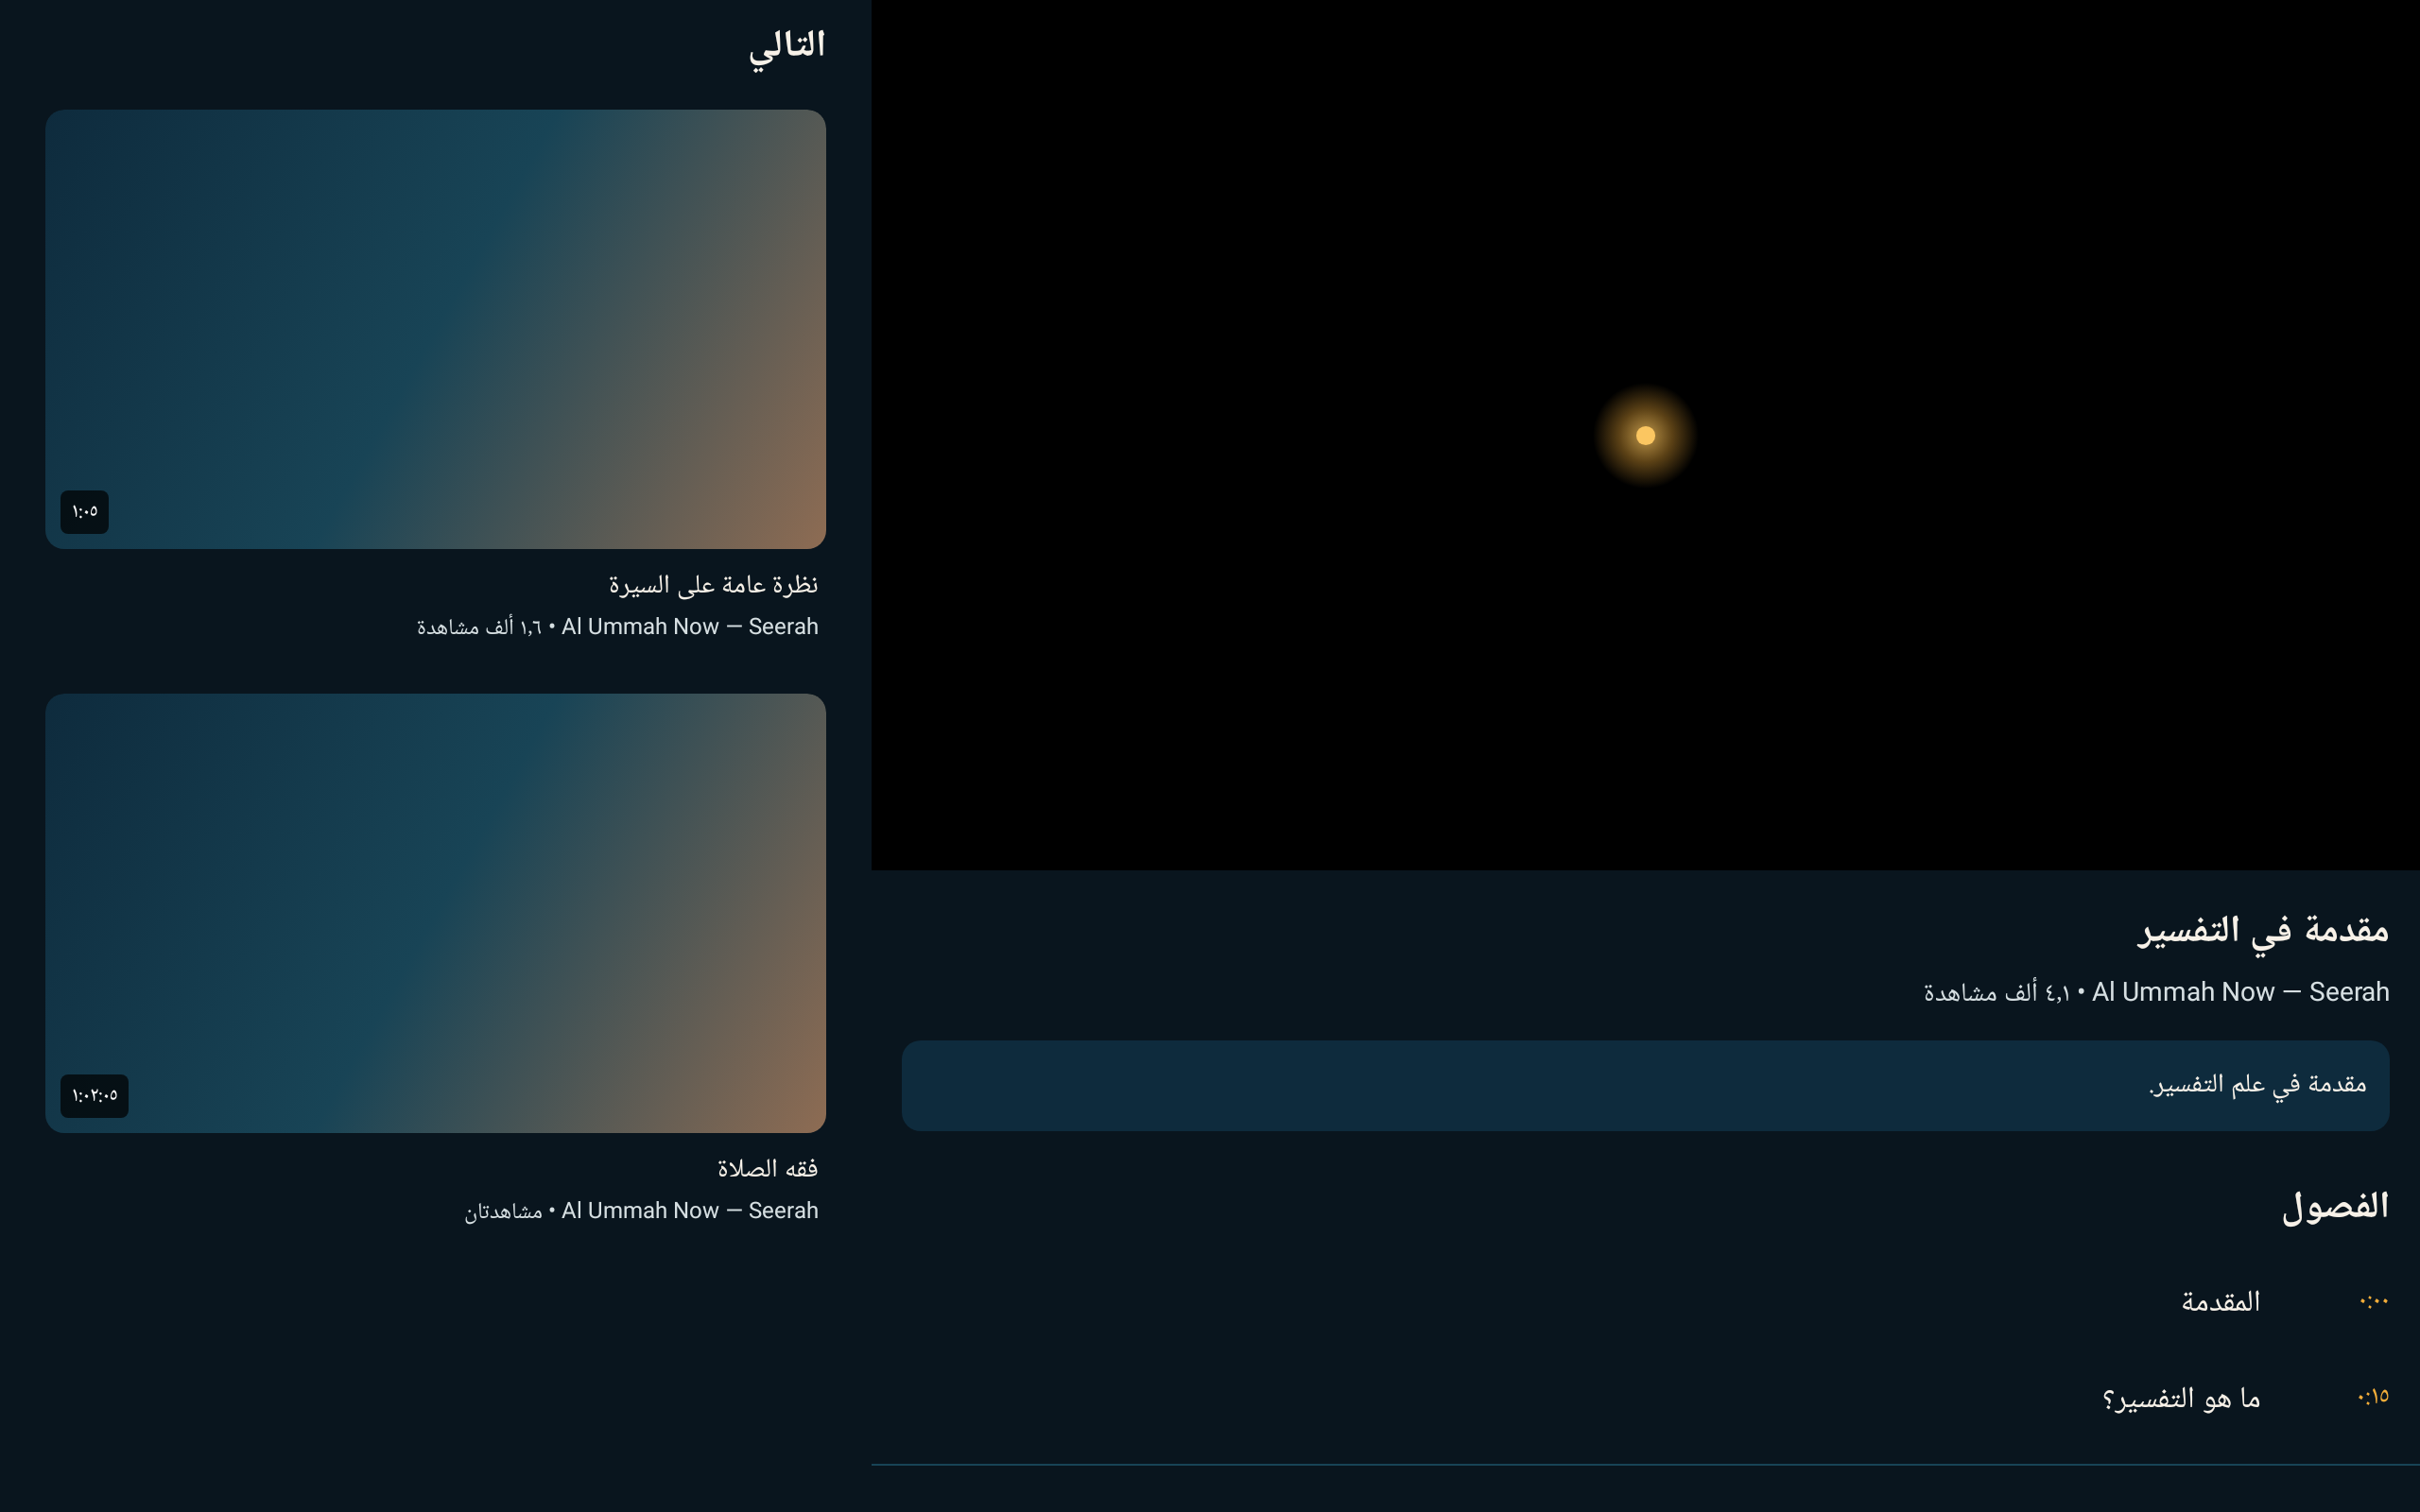 مقدمة في التفسير
Al Ummah Now — Seerah • ٤٫١ ألف مشاهدة
مقدمة في علم التفسير.
الفصول
٠:٠٠ المقدمة
٠:١٥ ما هو التفسير؟
التالي
١:٠٥
نظرة عامة على السيرة
Al Ummah Now — Seerah • ١٫٦ ألف مشاهدة
١:٠٢:٠٥
فقه الصلاة
Al Ummah Now — Seerah • مشاهدتان